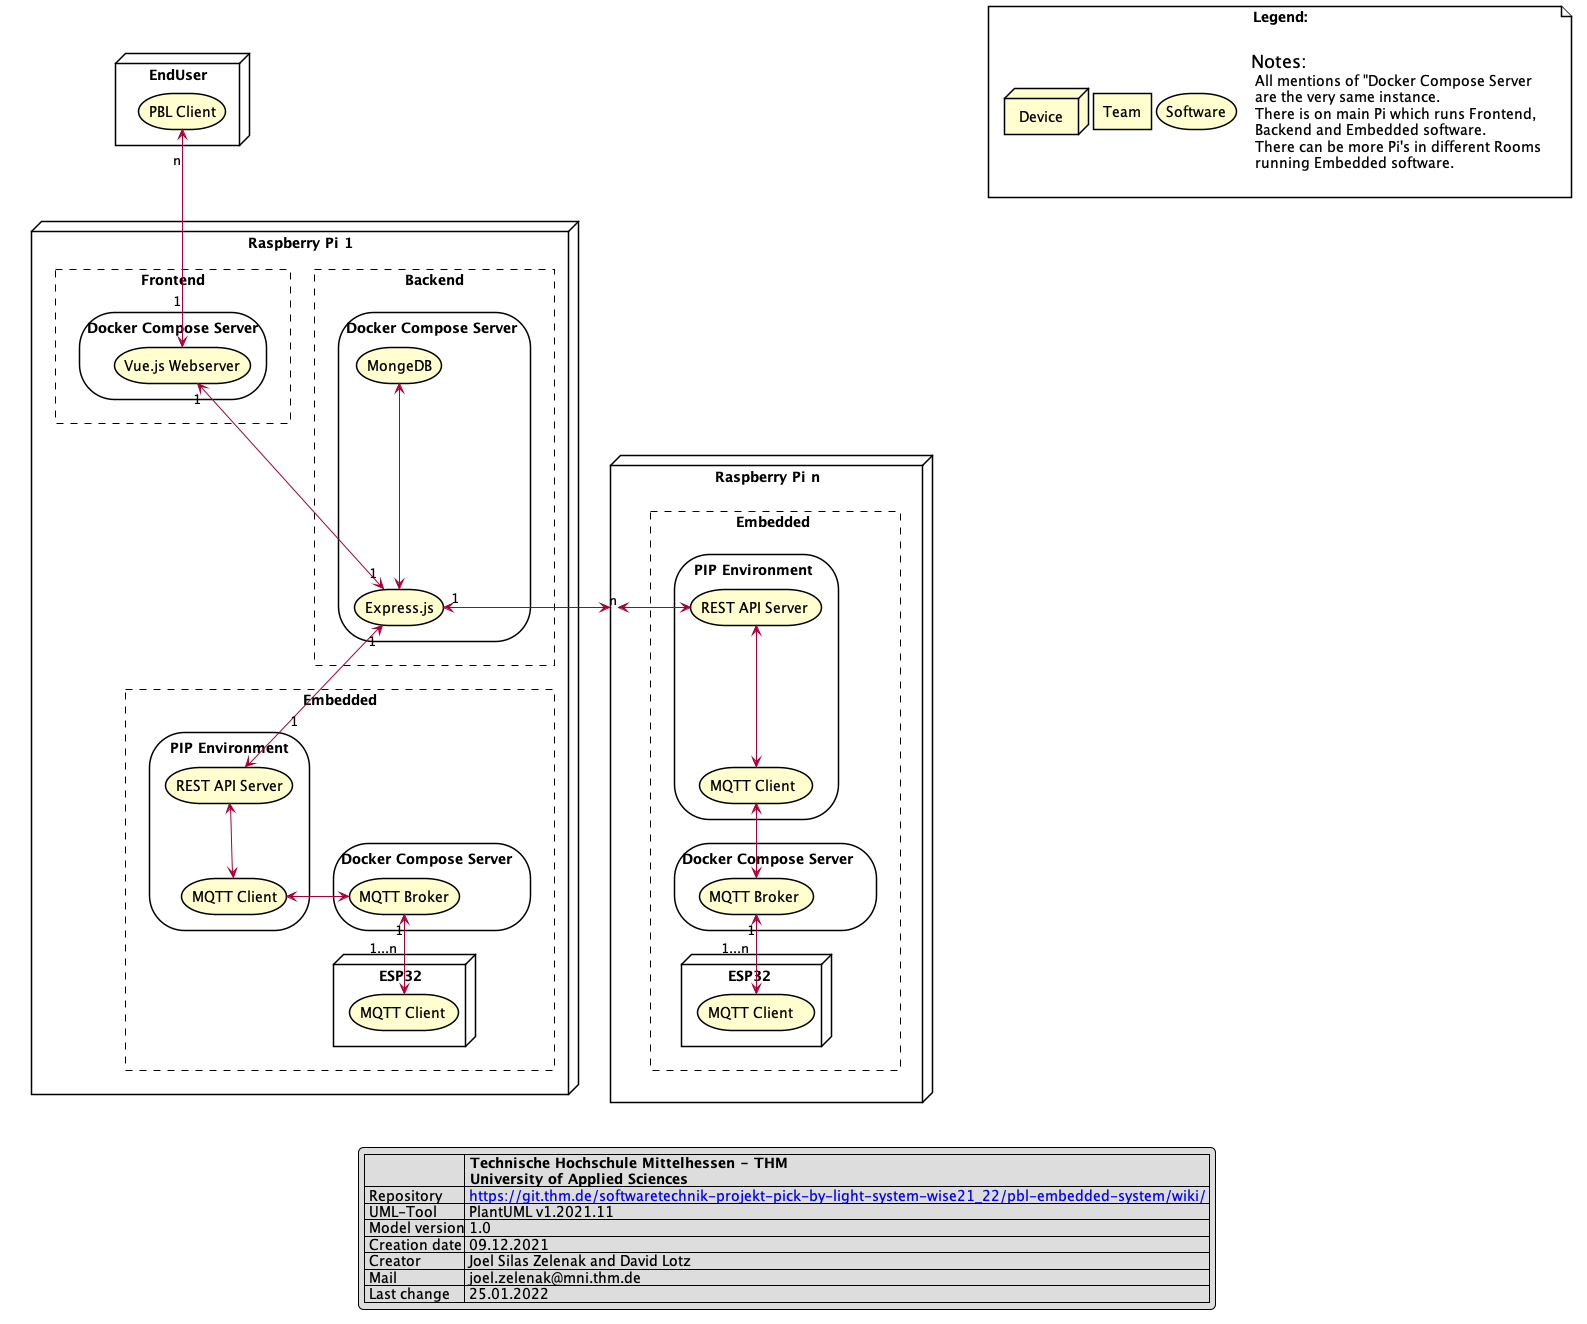 Legend:
Device
Team
Software
Notes:
All mentions of "Docker Compose Server
are the very same instance.
There is on main Pi which runs Frontend,
Backend and Embedded software.
There can be more Pi's in different Rooms
running Embedded software.
EndUser
PBL Client
n
Raspberry Pi 1
Frontend
1
Docker Compose Server
Vue.js Webserver
1
Backend
Docker Compose Server
MongeDB
1
Express.js
1
1
Embedded
1
PIP Environment
REST API Server
MQTT Client
Docker Compose Server
MQTT Broker
1
1...n
ESP32
MQTT Client
Raspberry Pi n
n
Embedded
PIP Environment
REST API Server
MQTT Client
Docker Compose Server
MQTT Broker
1
1...n
ESP32
MQTT Client
Technische Hochschule Mittelhessen - THM
University of Applied Sciences
Repository https://git.thm.de/softwaretechnik-projekt-pick-by-light-system-wise21_22/pbl-embedded-system/wiki/
UML-Tool PlantUML v1.2021.11
Model version 1.0
Creation date 09.12.2021
Creator Joel Silas Zelenak and David Lotz
Mail joel.zelenak@mni.thm.de
Last change 25.01.2022